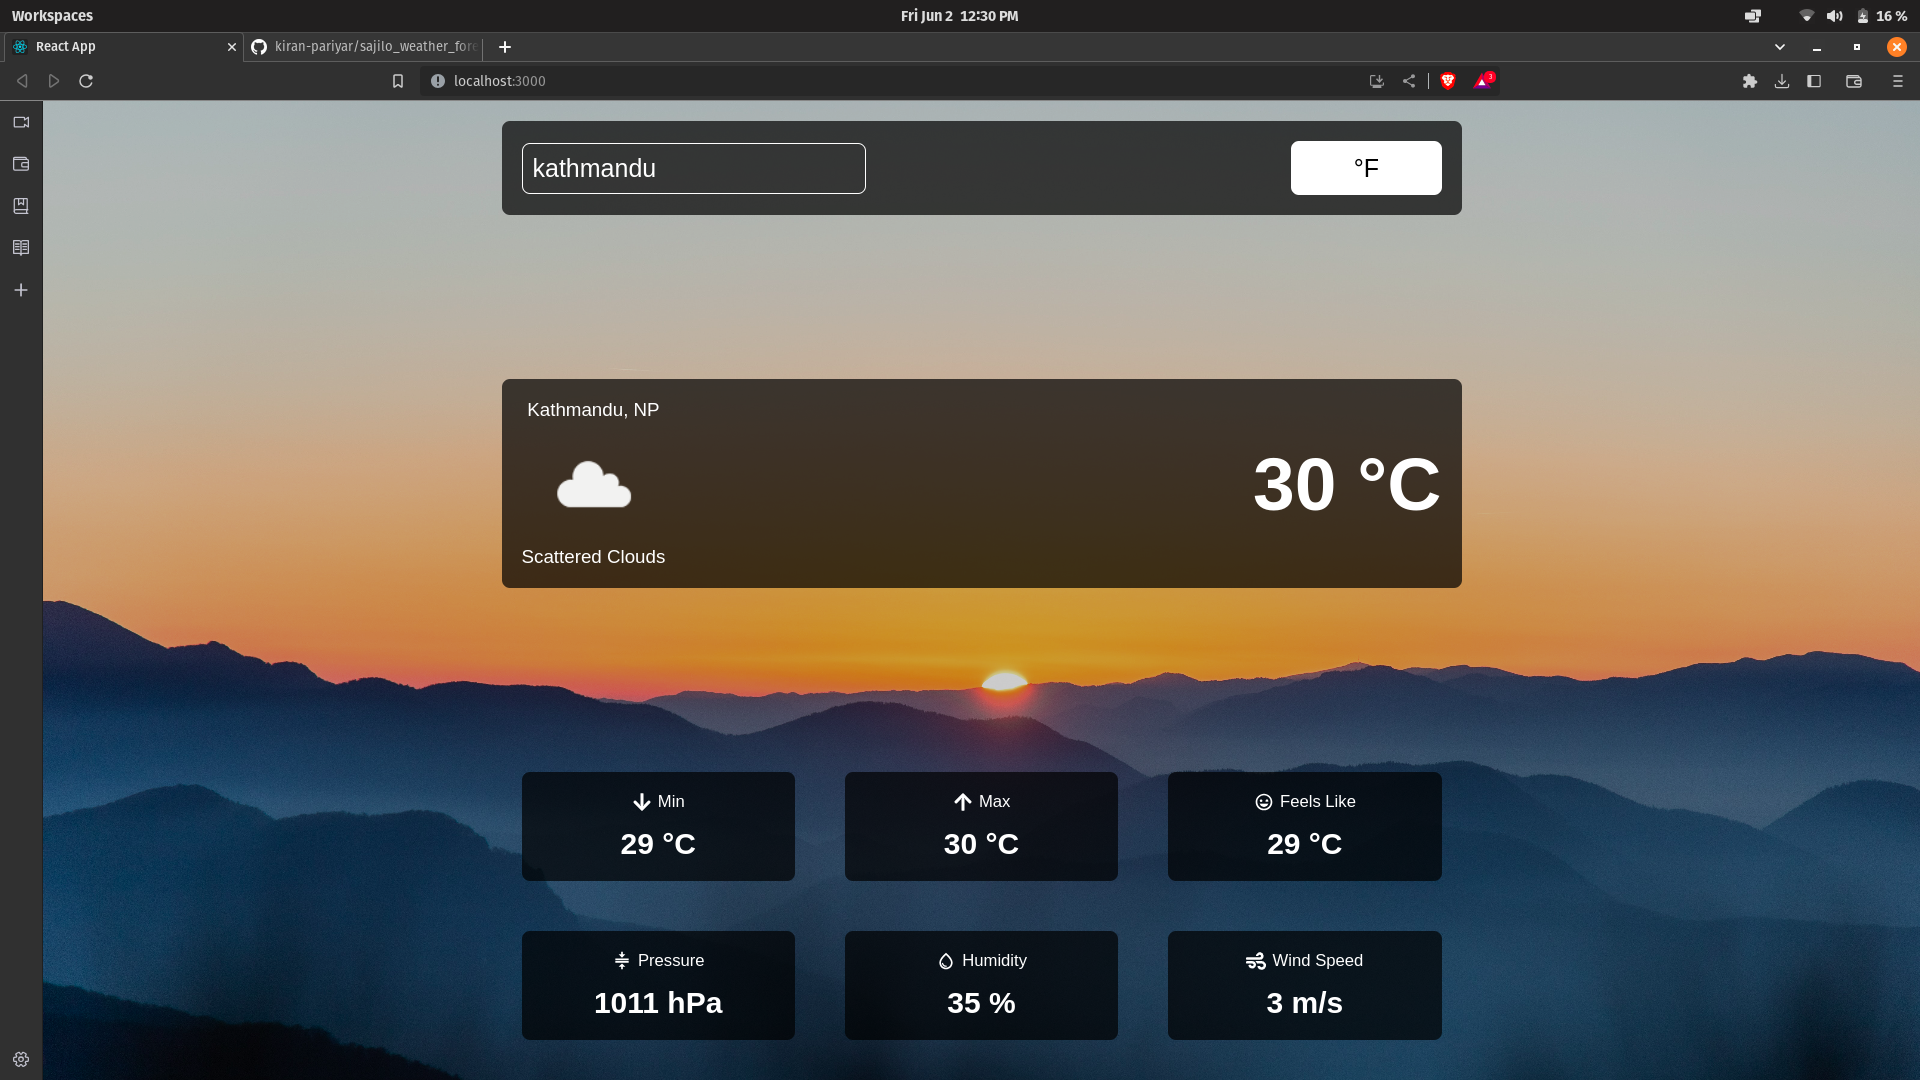 Workspaces
Fri Jun 2 12:30 PM
16 %
React App
kiran-pariyar/sajilo_weather_fore
localhost:3000
3
kathmandu
°F
Kathmandu, NP
30 °C
Scattered Clouds
Min
29 °C
Max
30 °C
Feels Like
29 °C
Pressure
1011 hPa
Humidity
35 %
Wind Speed
3 m/s